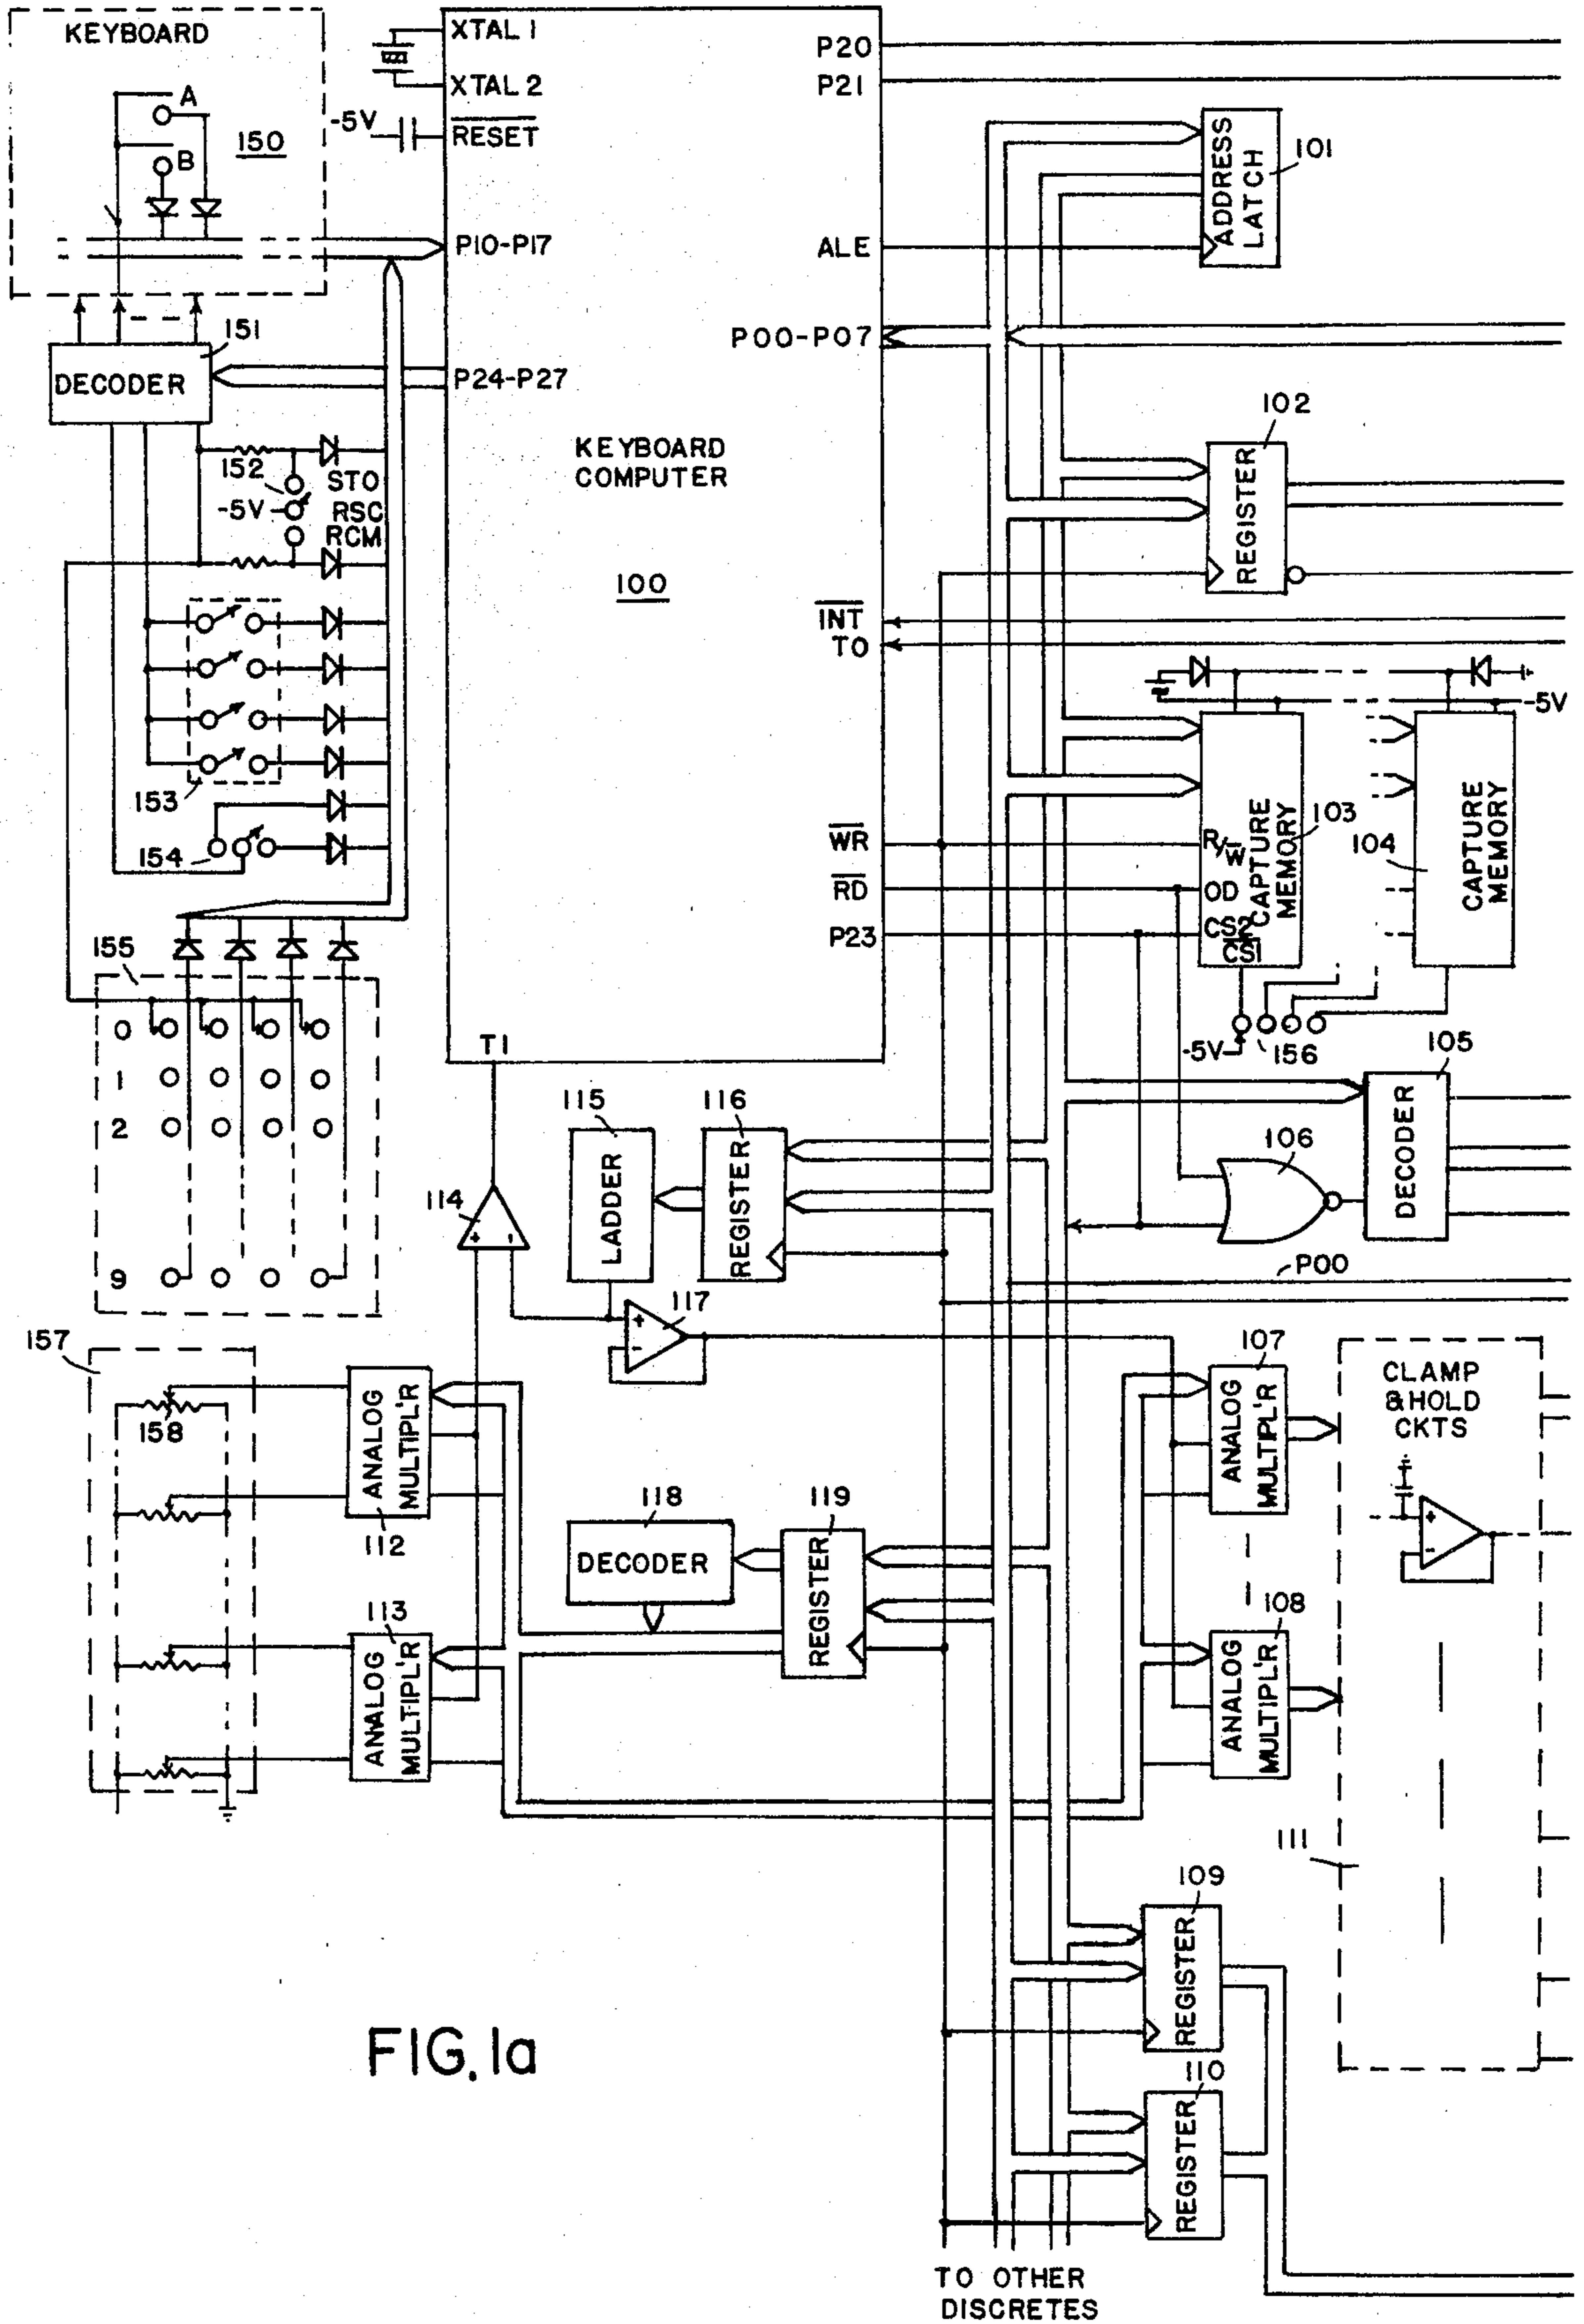 KEYBOARD
A
B
150
XTAL 1
XTAL 2
-5V
RESET
P10-P17
P20
P21
ADDRESS LATCH
101
ALE
P00-P07
151
DECODER
P24-P27
152
STO
-5V
RSC
RCM
KEYBOARD
COMPUTER
100
102
REGISTER
INT
TO
-5V
153
154
WR
RD
P23
R/W
OD
CS2
CS1
CAPTURE MEMORY
103
104
CAPTURE MEMORY
-5V
156
155
0
1
2
9
T1
114
+
-
115
LADDER
116
REGISTER
117
+
-
105
DECODER
106
P00
157
158
ANALOG MULTIPL'R
112
113
ANALOG MULTIPL'R
118
DECODER
119
REGISTER
107
ANALOG MULTIPL'R
108
ANALOG MULTIPL'R
CLAMP
& HOLD
CKTS
+
-
111
109
REGISTER
110
REGISTER
FIG. 1a
TO OTHER
DISCRETES